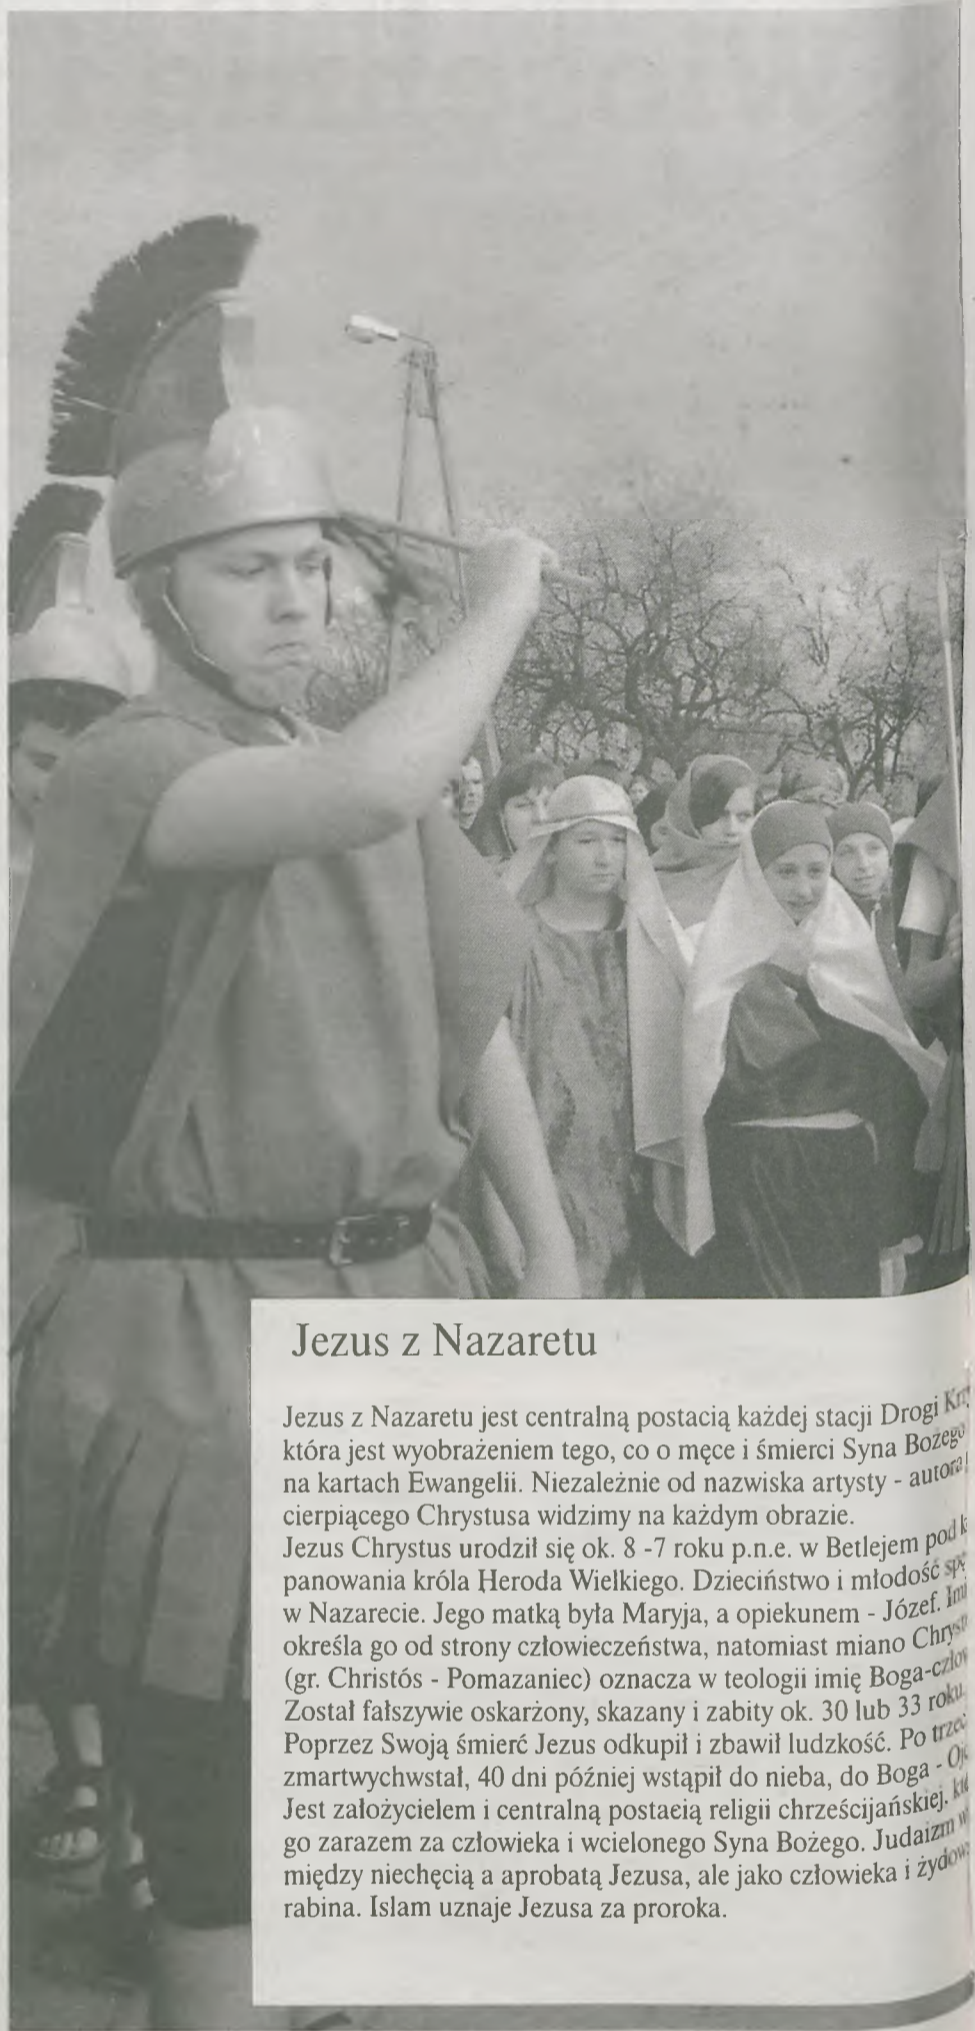 Jezus z Nazaretu
Jezus z Nazaretu jest centralną postacią każdej stacji Drogi
która jest wyobrażeniem tego, co o męce i śmierci Syna Bożego
na kartach Ewangelii. Niezależnie od nazwiska artysty - autora
cierpiącego Chrystusa widzimy na każdym obrazie.
Jezus Chrystus urodził się ok. 8 -7 roku p.n.e. w Betlejem pod
panowania króla Heroda Wielkiego. Dzieciństwo i młodość
w Nazarecie. Jego matką była Maryja, a opiekunem - Józef.
określa go od strony człowieczeństwa, natomiast miano
(gr. Christós - Pomazaniec) oznacza w teologii imię
Został fałszywie oskarżony, skazany i zabity ok. 30 lub 33 roku.
Poprzez Swoją śmierć Jezus odkupił i zbawił ludzkość. Po
zmartwychwstał, 40 dni później wstąpił do nieba, do Boga -
Jest założycielem i centralną postaeią religii chrześcijańskiej,
go zarazem za człowieka i wcielonego Syna Bożego. Judaizm
między niechęcią a aprobatą Jezusa, ale jako człowieka i
rabina. Islam uznaje Jezusa za proroka.